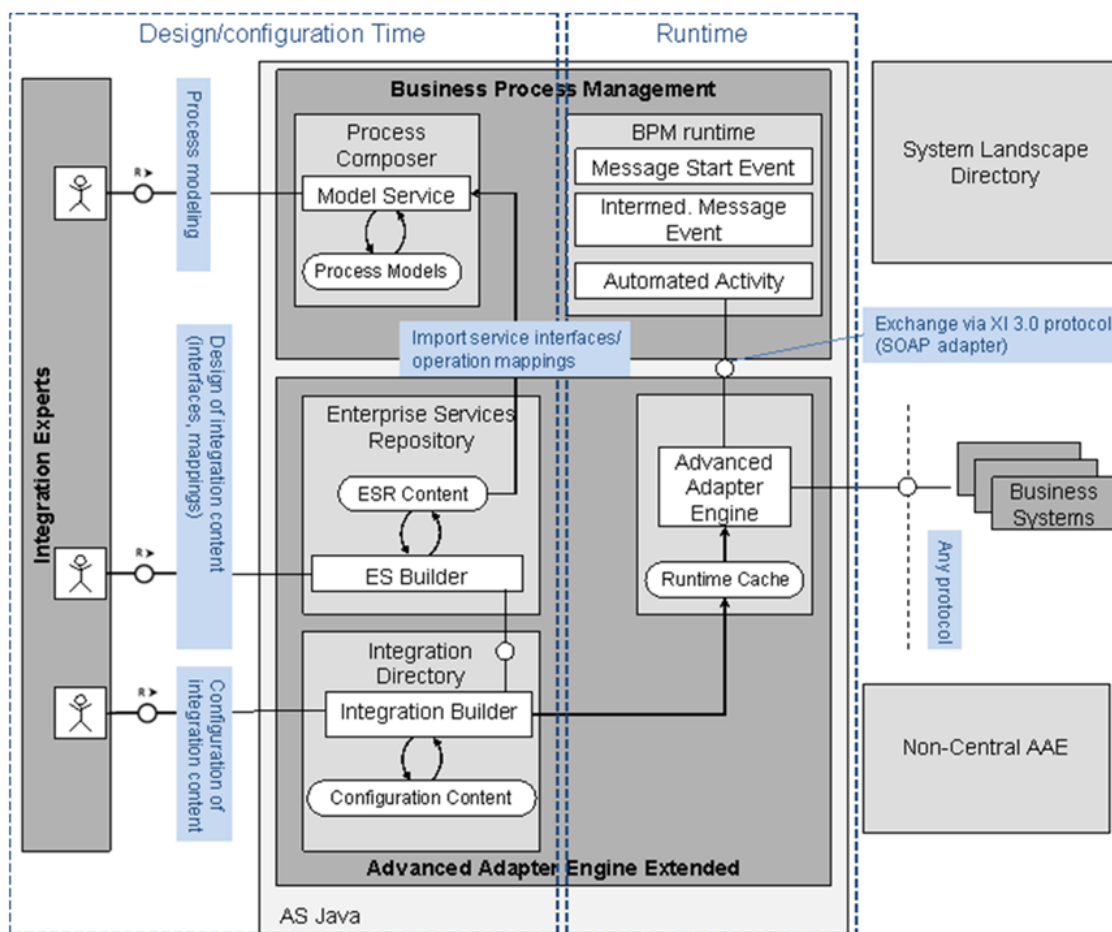 Design/configuration Time
Runtime
Business Process Management
Process
Composer
Model Service
Process Models
BPM runtime
Message Start Event
Intermed. Message
Event
Automated Activity
System Landscape
Directory
R
Process modeling
Import service interfaces/
operation mappings
Exchange via XI 3.0 protocol
(SOAP adapter)
Integration Experts
Design of integration content
(interfaces, mappings)
Enterprise Services
Repository
ESR Content
ES Builder
R
Advanced
Adapter
Engine
Runtime Cache
Business
Systems
Any protocol
Integration
Directory
Integration Builder
Configuration Content
R
Configuration of
integration content
Non-Central AAE
Advanced Adapter Engine Extended
AS Java